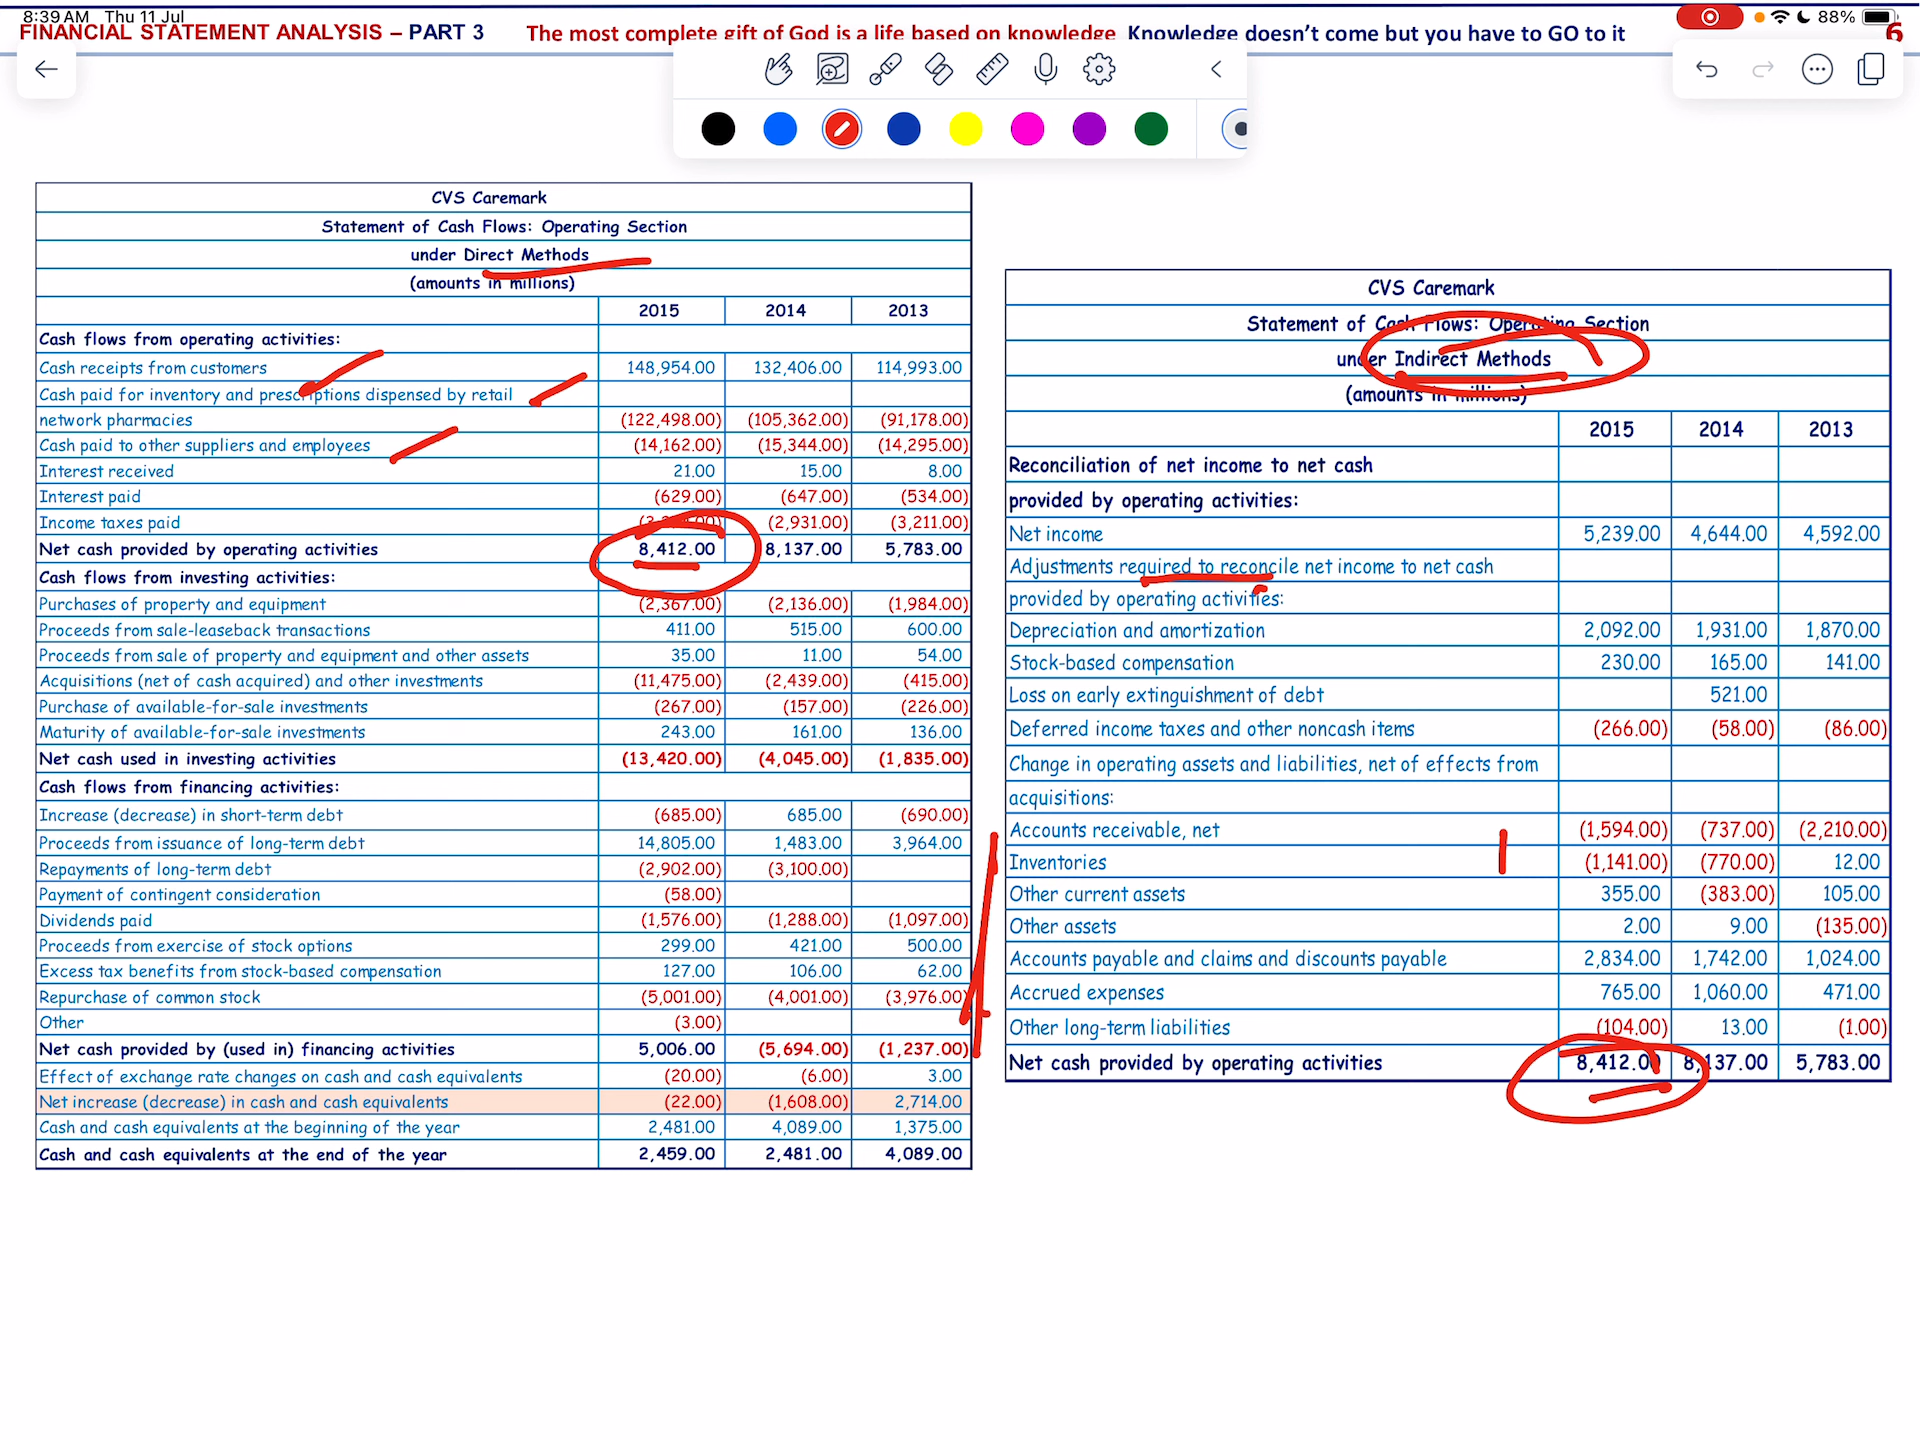 8:39 AM Thu 11 Jul
88%
FINANCIAL STATEMENT ANALYSIS – PART 3 The most complete gift of God is a life based on knowledge Knowledge doesn't come but you have to GO to it 6
CVS Caremark
Statement of Cash Flows: Operating Section
under Direct Methods
(amounts in millions)
2015 2014 2013
Cash flows from operating activities:
Cash receipts from customers 148,954.00 132,406.00 114,993.00
Cash paid for inventory and prescriptions dispensed by retail
network pharmacies (122,498.00) (105,362.00) (91,178.00)
Cash paid to other suppliers and employees (14,162.00) (15,344.00) (14,295.00)
Interest received 21.00 15.00 8.00
Interest paid (629.00) (647.00) (534.00)
Income taxes paid (2,931.00) (3,211.00)
Net cash provided by operating activities 8,412.00 8,137.00 5,783.00
Cash flows from investing activities:
Purchases of property and equipment (2,367.00) (2,136.00) (1,984.00)
Proceeds from sale-leaseback transactions 411.00 515.00 600.00
Proceeds from sale of property and equipment and other assets 35.00 11.00 54.00
Acquisitions (net of cash acquired) and other investments (11,475.00) (2,439.00) (415.00)
Purchase of available-for-sale investments (267.00) (157.00) (226.00)
Maturity of available-for-sale investments 243.00 161.00 136.00
Net cash used in investing activities (13,420.00) (4,045.00) (1,835.00)
Cash flows from financing activities:
Increase (decrease) in short-term debt (685.00) 685.00 (690.00)
Proceeds from issuance of long-term debt 14,805.00 1,483.00 3,964.00
Repayments of long-term debt (2,902.00) (3,100.00)
Payment of contingent consideration (58.00)
Dividends paid (1,576.00) (1,288.00) (1,097.00)
Proceeds from exercise of stock options 299.00 421.00 500.00
Excess tax benefits from stock-based compensation 127.00 106.00 62.00
Repurchase of common stock (5,001.00) (4,001.00) (3,976.00)
Other (3.00)
Net cash provided by (used in) financing activities 5,006.00 (5,694.00) (1,237.00)
Effect of exchange rate changes on cash and cash equivalents (20.00) (6.00) 3.00
Net increase (decrease) in cash and cash equivalents (22.00) (1,608.00) 2,714.00
Cash and cash equivalents at the beginning of the year 2,481.00 4,089.00 1,375.00
Cash and cash equivalents at the end of the year 2,459.00 2,481.00 4,089.00
CVS Caremark
Statement of Cash Flows: Operating Section
under Indirect Methods
(amounts in millions)
2015 2014 2013
Reconciliation of net income to net cash
provided by operating activities:
Net income 5,239.00 4,644.00 4,592.00
Adjustments required to reconcile net income to net cash
provided by operating activities:
Depreciation and amortization 2,092.00 1,931.00 1,870.00
Stock-based compensation 230.00 165.00 141.00
Loss on early extinguishment of debt 521.00
Deferred income taxes and other noncash items (266.00) (58.00) (86.00)
Change in operating assets and liabilities, net of effects from
acquisitions:
Accounts receivable, net (1,594.00) (737.00) (2,210.00)
Inventories (1,141.00) (770.00) 12.00
Other current assets 355.00 (383.00) 105.00
Other assets 2.00 9.00 (135.00)
Accounts payable and claims and discounts payable 2,834.00 1,742.00 1,024.00
Accrued expenses 765.00 1,060.00 471.00
Other long-term liabilities (104.00) 13.00 (1.00)
Net cash provided by operating activities 8,412.00 8,137.00 5,783.00